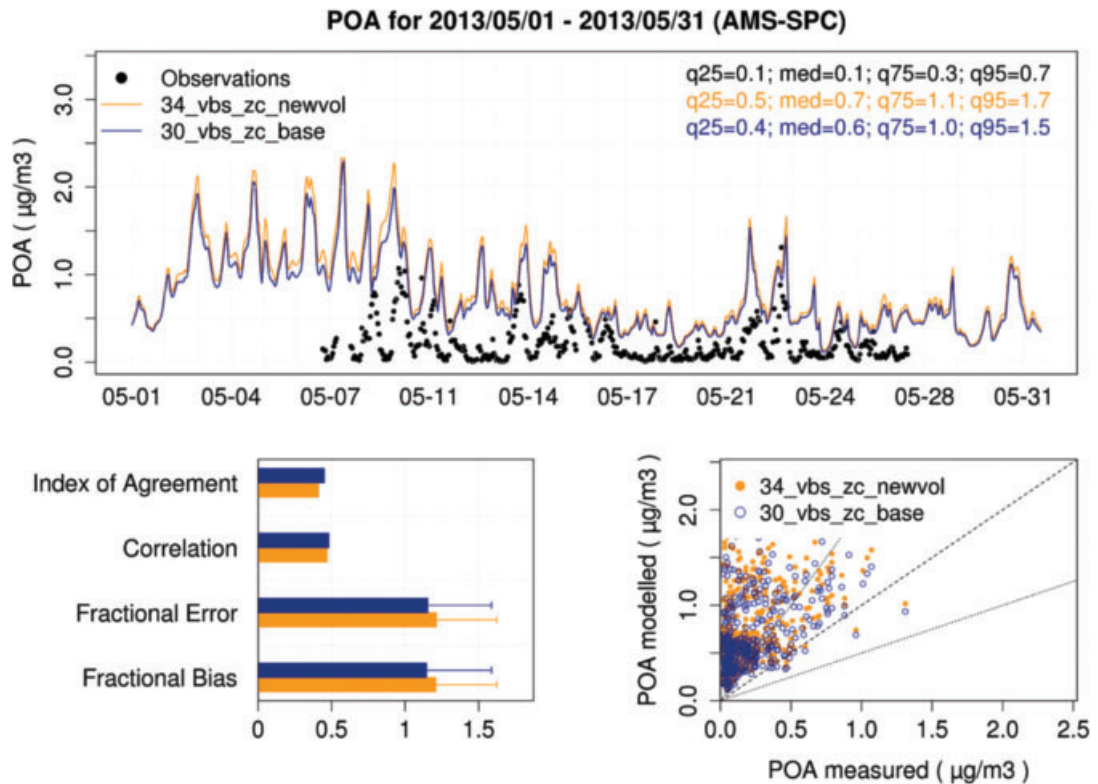 POA for 2013/05/01 - 2013/05/31 (AMS-SPC)
POA ( µg/m3 )
3.0
2.0
1.0
0.0
Observations
34_vbs_zc_newvol
30_vbs_zc_base
q25=0.1; med=0.1; q75=0.3; q95=0.7
q25=0.5; med=0.7; q75=1.1; q95=1.7
q25=0.4; med=0.6; q75=1.0; q95=1.5
05-01 05-04 05-07 05-11 05-14 05-17 05-21 05-24 05-28 05-31
Index of Agreement
Correlation
Fractional Error
Fractional Bias
0 0.5 1 1.5
POA modelled ( µg/m3 )
2.0
1.0
0.0
34_vbs_zc_newvol
30_vbs_zc_base
0.0 0.5 1.0 1.5 2.0 2.5
POA measured ( µg/m3 )